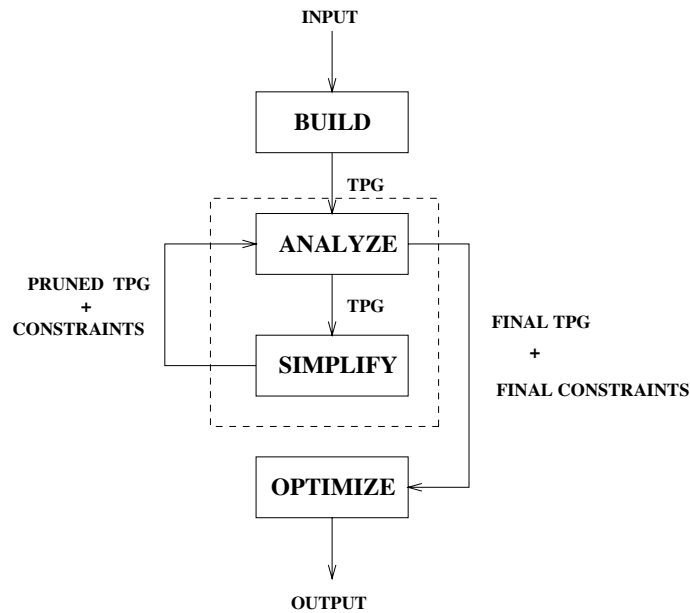 INPUT
BUILD
TPG
ANALYZE
PRUNED TPG
+
CONSTRAINTS
TPG
FINAL TPG
+
FINAL CONSTRAINTS
SIMPLIFY
OPTIMIZE
OUTPUT